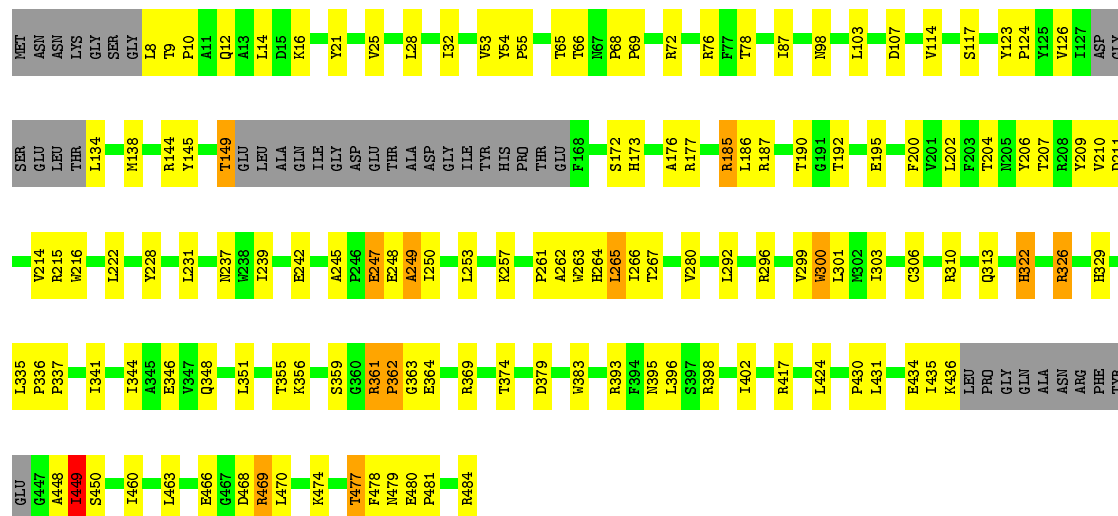 MET ASN ASN LYS GLY SER GLY L8 T9 P10 A11 Q12 A13 L14 D15 K16 Y21 V25 L28 I32 V53 Y54 P55 T65 T66 N67 P68 P69 R72 R76 F77 T78 I87 N98 L103 D107 V114 S117 Y123 P124 Y125 V126 I127 ASP GLY
SER GLU LEU THR L134 M138 R144 Y145 T149 GLU LEU ALA GLN ILE GLY ASP GLU THR ALA ASP GLY ILE TYR HIS PRO THR GLU F168 S172 H173 A176 R177 R185 L186 R187 T190 G191 T192 E195 F200 V201 L202 F203 T204 N205 Y206 T207 R208 Y209 V210
V214 R215 W216 L222 Y228 L231 N237 W238 I239 E242 A245 P246 E247 E248 A249 I250 L253 K257 P261 A262 W263 H264 L265 I266 T267 V280 L292 R296 V299 W300 L301 M302 I303 C306 R310 Q313 H322 R326 H329
L335 P336 P337 I341 I344 A345 E346 V347 Q348 L351 T355 K356 S359 G360 R361 P362 G363 E364 R369 T374 D379 W383 R393 F394 N395 L396 S397 R398 I402 R417 L424 P430 L431 E434 I435 K436 LEU PRO GLY GLN ALA ASN ARG PHE TYR
GLU G447 A448 I449 S450 I460 L463 E466 G467 D468 R469 L470 K474 T477 F478 N479 E480 P481 R484